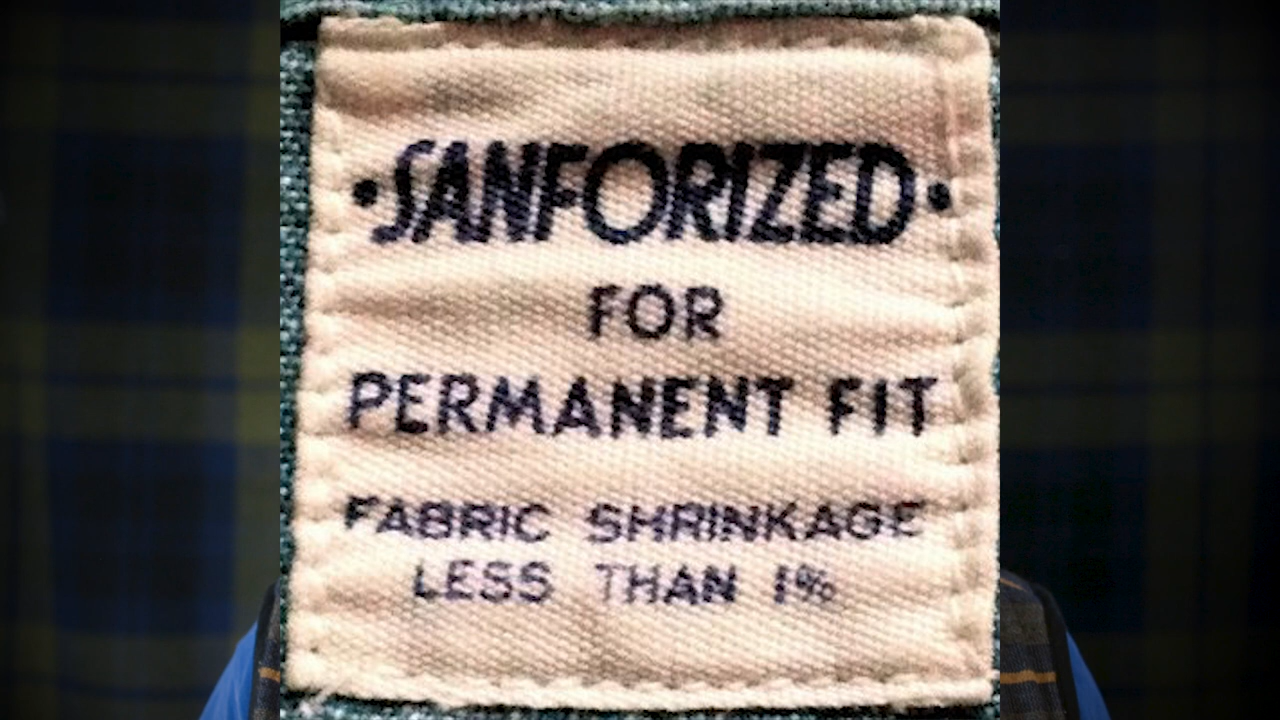 •SANFORIZED•
FOR
PERMANENT FIT
FABRIC SHRINKAGE
LESS THAN 1%